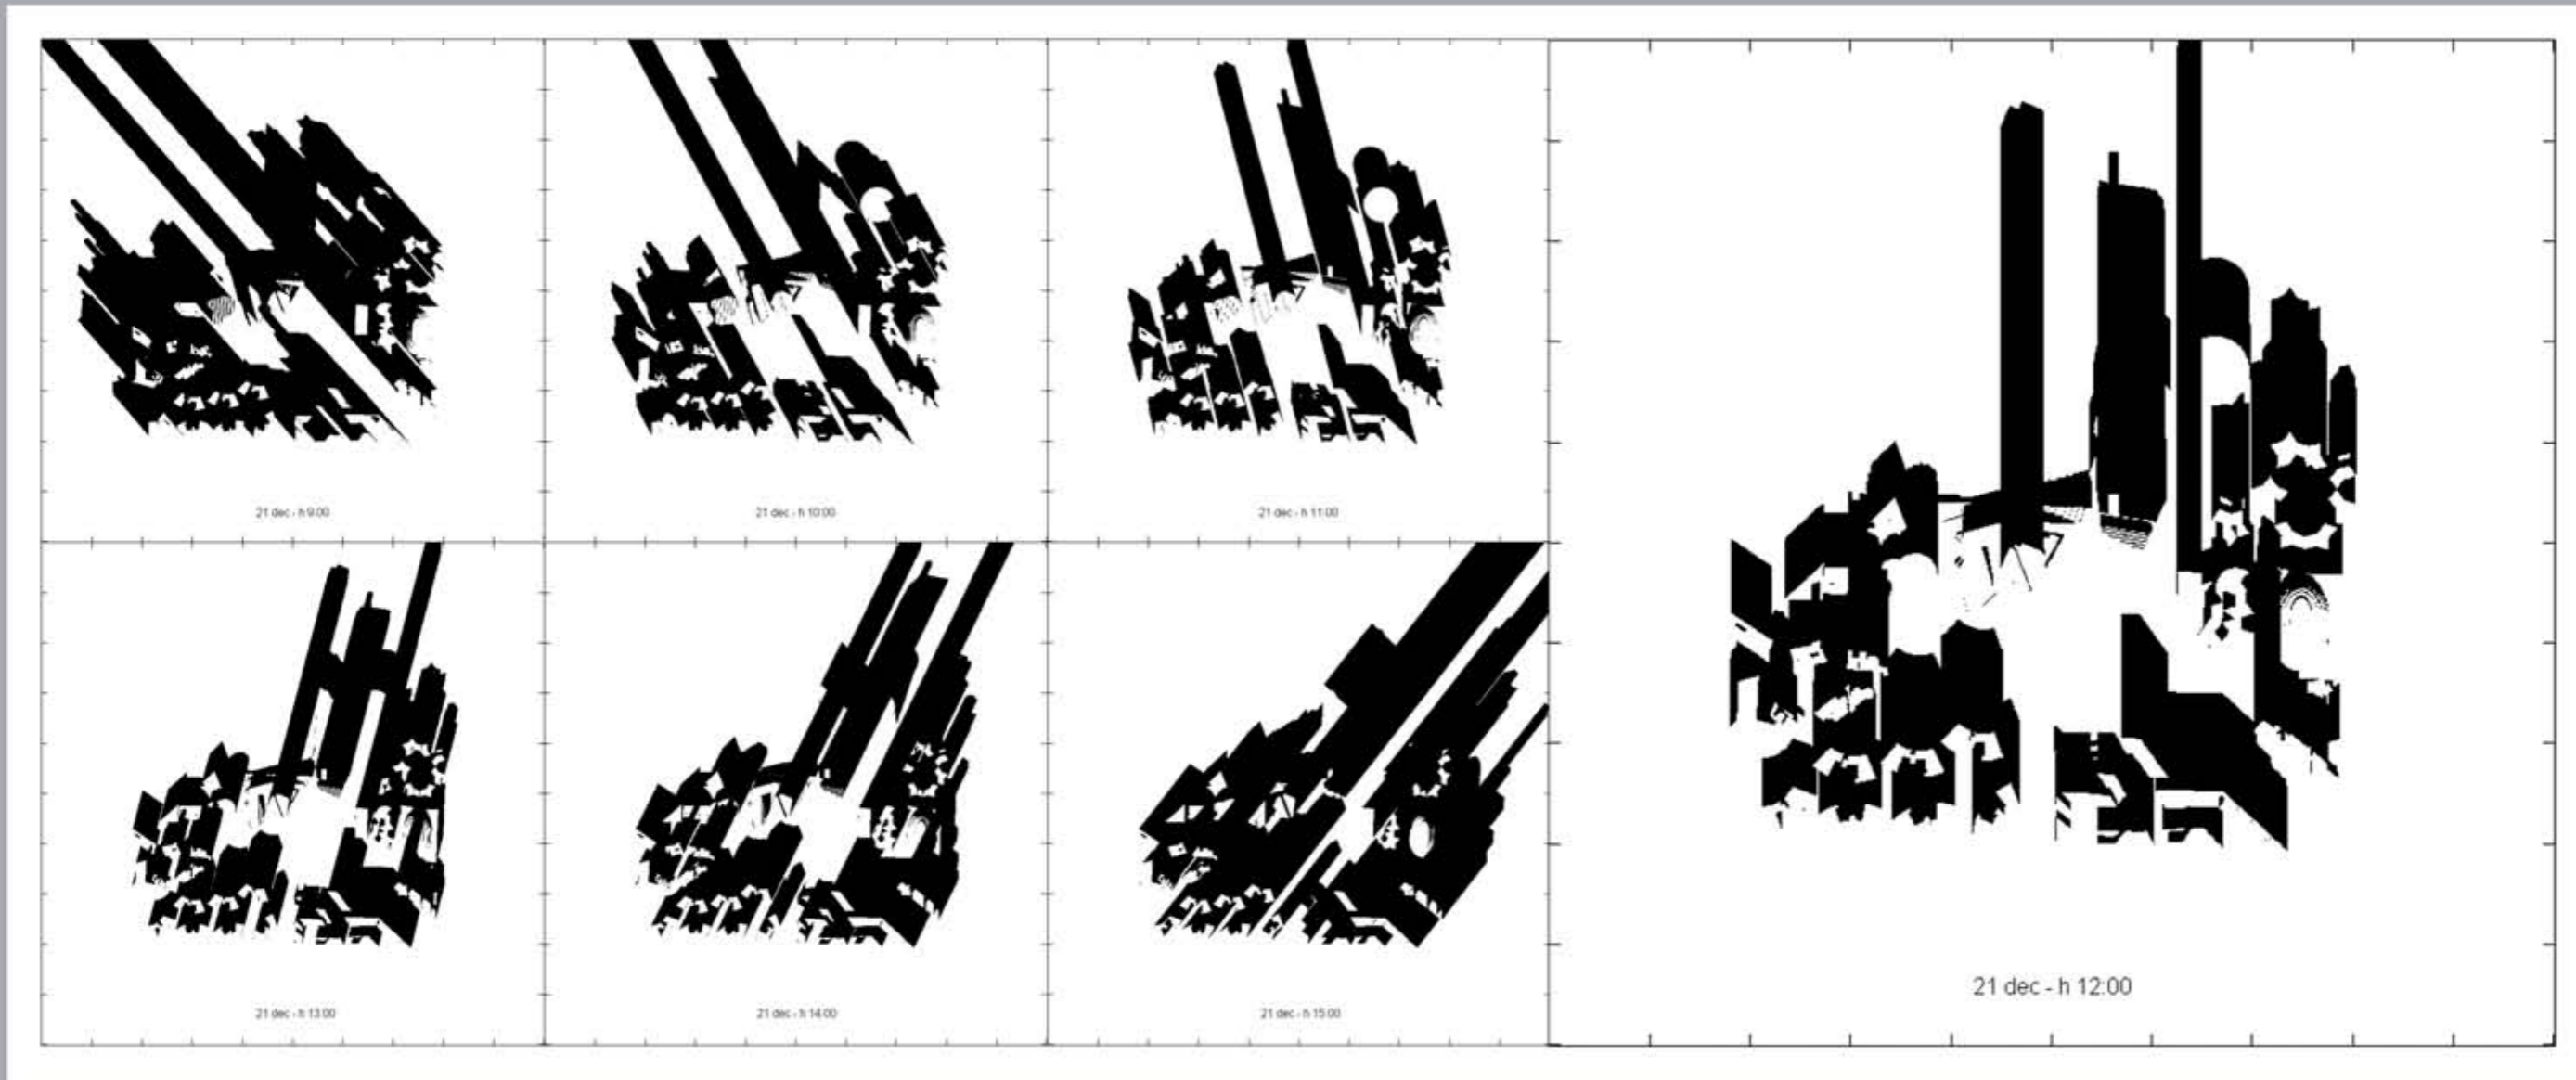 21 dec - h 9:00
21 dec - h 10:00
21 dec - h 11:00
21 dec - h 12:00
21 dec - h 13:00
21 dec - h 14:00
21 dec - h 15:00